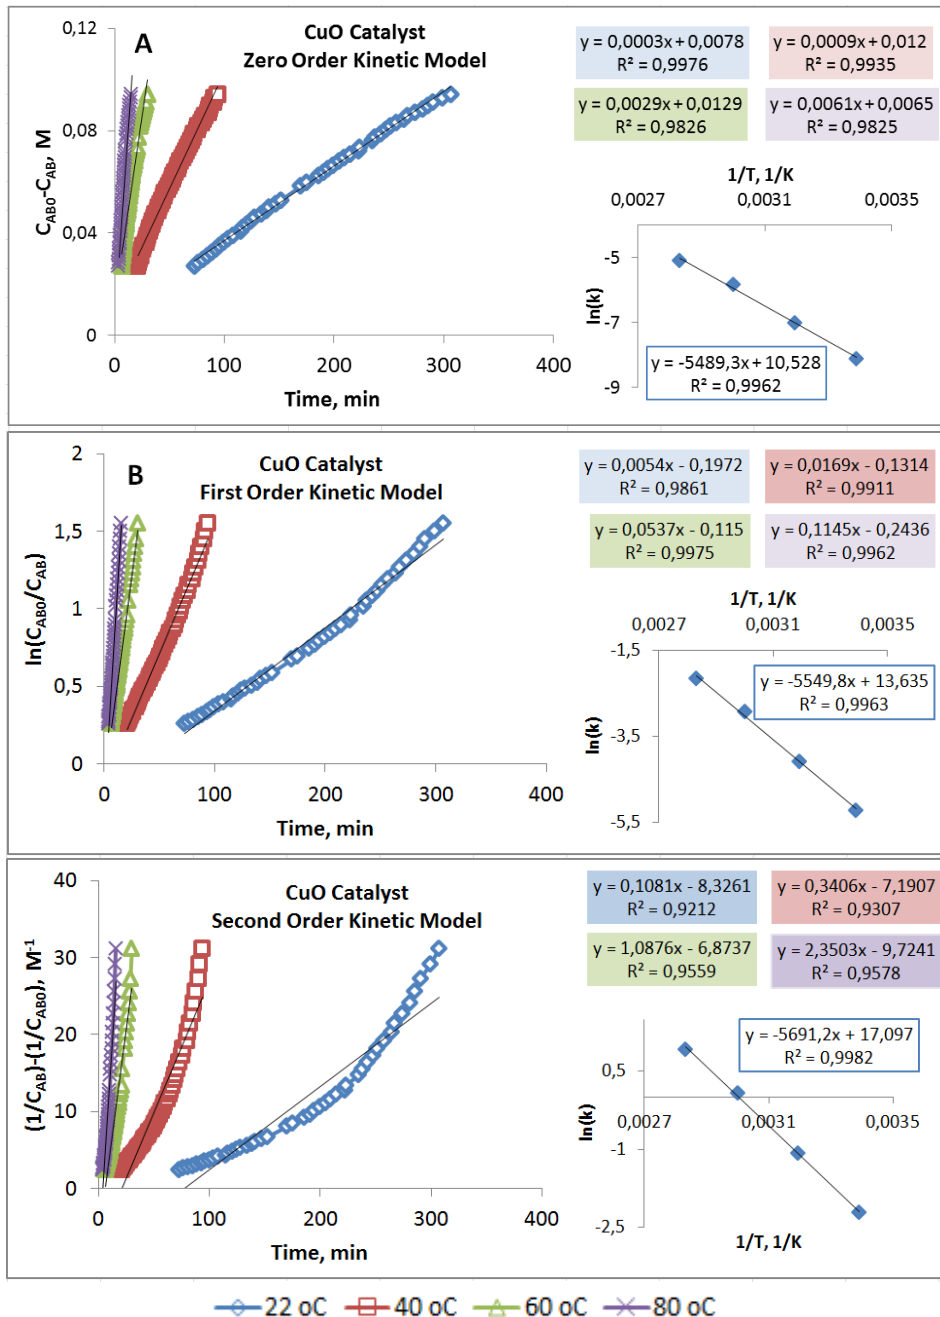 A
CuO Catalyst
Zero Order Kinetic Model
0,12
0,08
0,04
0
C_AB0-C_AB, M
0 100 200 300 400
Time, min
y = 0,0003x + 0,0078
R² = 0,9976
y = 0,0009x + 0,012
R² = 0,9935
y = 0,0029x + 0,0129
R² = 0,9826
y = 0,0061x + 0,0065
R² = 0,9825
1/T, 1/K
0,0027 0,0031 0,0035
-5
-7
-9
ln(k)
y = -5489,3x + 10,528
R² = 0,9962
B
CuO Catalyst
First Order Kinetic Model
2
1,5
1
0,5
0
ln(C_AB0/C_AB)
0 100 200 300 400
Time, min
y = 0,0054x - 0,1972
R² = 0,9861
y = 0,0169x - 0,1314
R² = 0,9911
y = 0,0537x - 0,115
R² = 0,9975
y = 0,1145x - 0,2436
R² = 0,9962
1/T, 1/K
0,0027 0,0031 0,0035
-1,5
-3,5
-5,5
ln(k)
y = -5549,8x + 13,635
R² = 0,9963
CuO Catalyst
Second Order Kinetic Model
40
30
20
10
0
(1/C_AB)-(1/C_AB0), M⁻¹
0 100 200 300 400
Time, min
y = 0,1081x - 8,3261
R² = 0,9212
y = 0,3406x - 7,1907
R² = 0,9307
y = 1,0876x - 6,8737
R² = 0,9559
y = 2,3503x - 9,7241
R² = 0,9578
y = -5691,2x + 17,097
R² = 0,9982
0,5
-1
-2,5
ln(k)
0,0027 0,0031 0,0035
1/T, 1/K
22 oC 40 oC 60 oC 80 oC